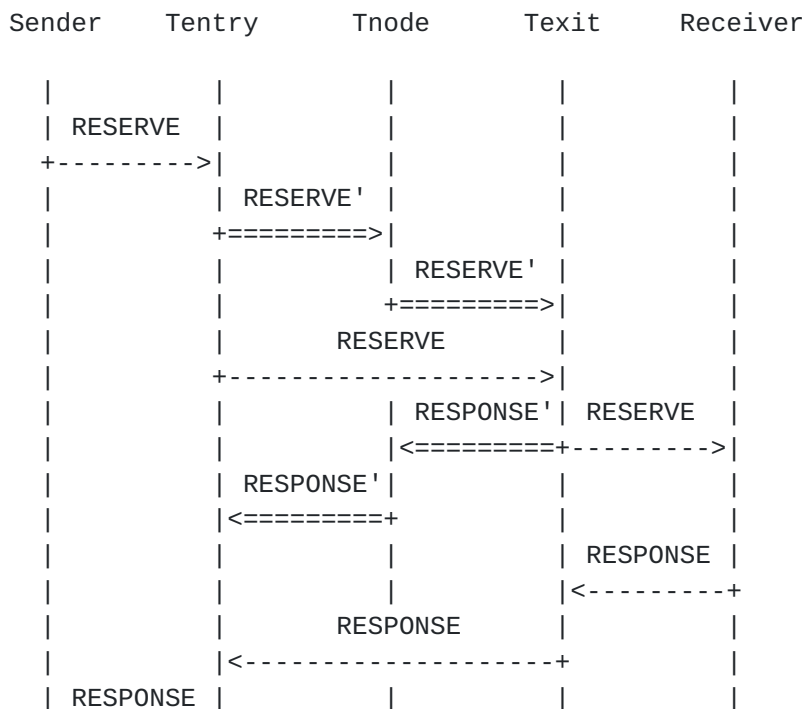 Sender    Tentry      Tnode      Texit     Receiver
RESERVE
RESERVE'
RESERVE'
RESERVE
RESPONSE' RESERVE
RESPONSE'
RESPONSE
RESPONSE
RESPONSE